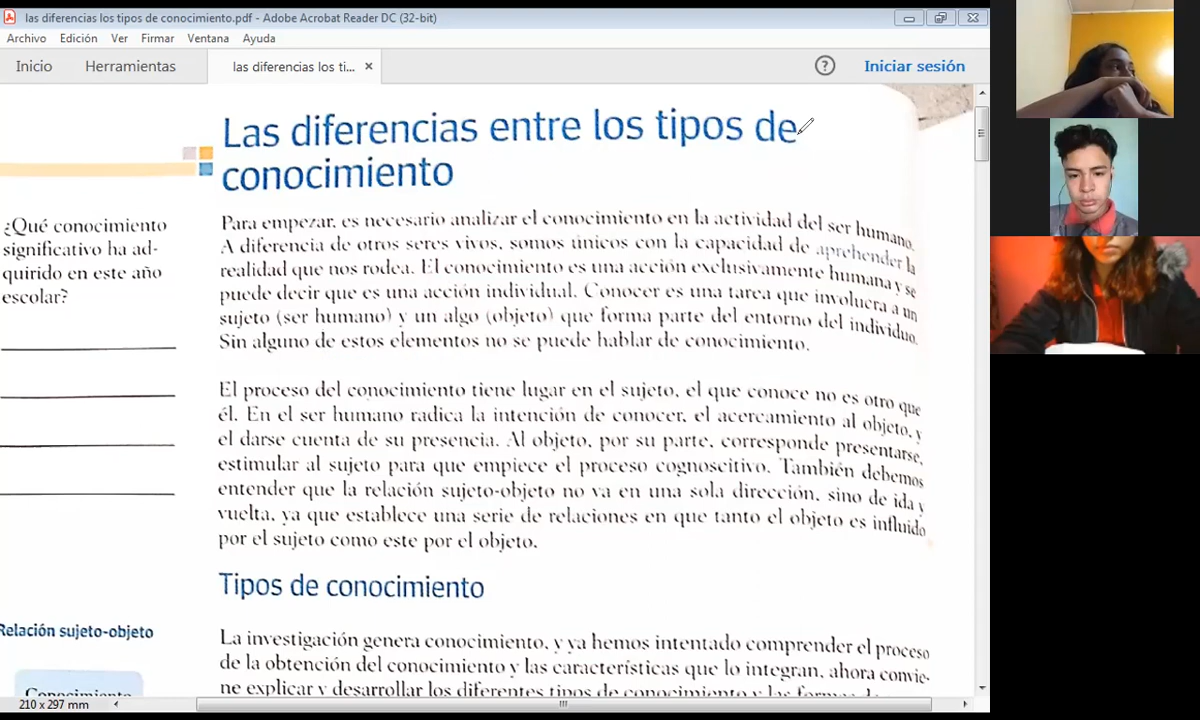 las diferencias los tipos de conocimiento.pdf - Adobe Acrobat Reader DC (32-bit)
Archivo Edición Ver Firmar Ventana Ayuda
Inicio Herramientas las diferencias los ti... × ? Iniciar sesión
Las diferencias entre los tipos de
conocimiento
¿Qué conocimiento
significativo ha ad-
quirido en este año
escolar?
Para empezar, es necesario analizar el conocimiento en la actividad del ser humano.
A diferencia de otros seres vivos, somos únicos con la capacidad de aprehender la
realidad que nos rodea. El conocimiento es una acción exclusivamente humana y se
puede decir que es una acción individual. Conocer es una tarea que involucra a un
sujeto (ser humano) y un algo (objeto) que forma parte del entorno del individuo.
Sin alguno de estos elementos no se puede hablar de conocimiento.
El proceso del conocimiento tiene lugar en el sujeto, el que conoce no es otro que
él. En el ser humano radica la intención de conocer, el acercamiento al objeto, y
el darse cuenta de su presencia. Al objeto, por su parte, corresponde presentarse,
estimular al sujeto para que empiece el proceso cognoscitivo. También debemos
entender que la relación sujeto-objeto no va en una sola dirección, sino de ida y
vuelta, ya que establece una serie de relaciones en que tanto el objeto es influido
por el sujeto como este por el objeto.
Tipos de conocimiento
Relación sujeto-objeto
Conocimiento
La investigación genera conocimiento, y ya hemos intentado comprender el proceso
de la obtención del conocimiento y las características que lo integran, ahora convie-
ne explicar y desarrollar los diferentes tipos de conocimiento y las formas de
210 x 297 mm